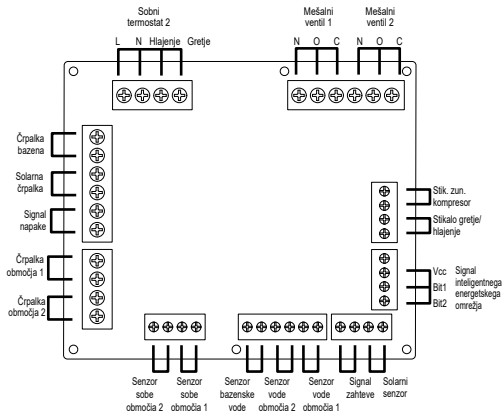 Sobni
termostat 2
L N Hlajenje Gretje
Mešalni
ventil 1
N O C
Mešalni
ventil 2
N O C
Črpalka
bazena
Solarna
črpalka
Signal
napake
Črpalka
območja 1
Črpalka
območja 2
Stik. zun.
kompresor
Stikalo gretje/
hlajenje
Vcc
Bit1
Bit2
Signal
inteligentnega
energetskega
omrežja
Senzor
sobe
območja 2
Senzor
sobe
območja 1
Senzor
bazenske
vode
Senzor
vode
območja 2
Senzor
vode
območja 1
Signal
zahteve
Solarni
senzor